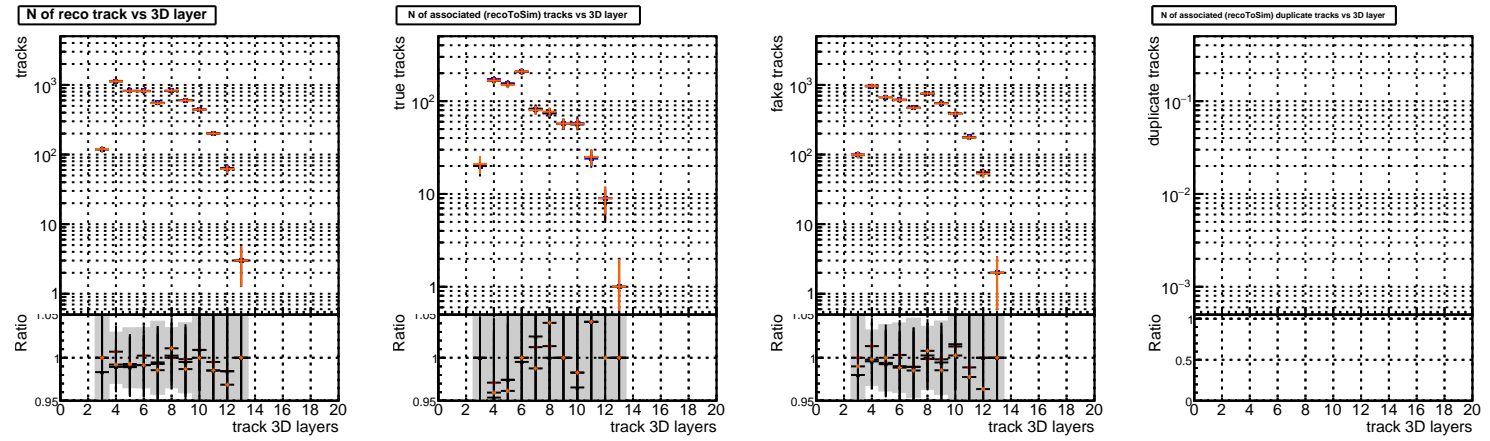 N of reco track vs 3D layer
tracks
10³
10²
10
1
Ratio
1.05
1
0.95
0 2 4 6 8 10 12 14 16 18 20
track 3D layers
N of associated (recoToSim) tracks vs 3D layer
true tracks
10²
10
1
Ratio
1.05
1
0.95
0 2 4 6 8 10 12 14 16 18 20
track 3D layers
fake tracks
10³
10²
10
1
Ratio
1.05
1
0.95
0 2 4 6 8 10 12 14 16 18 20
track 3D layers
N of associated (recoToSim) duplicate tracks vs 3D layer
duplicate tracks
10⁻¹
10⁻²
10⁻³
Ratio
1
0.5
0
0 2 4 6 8 10 12 14 16 18 20
track 3D layers